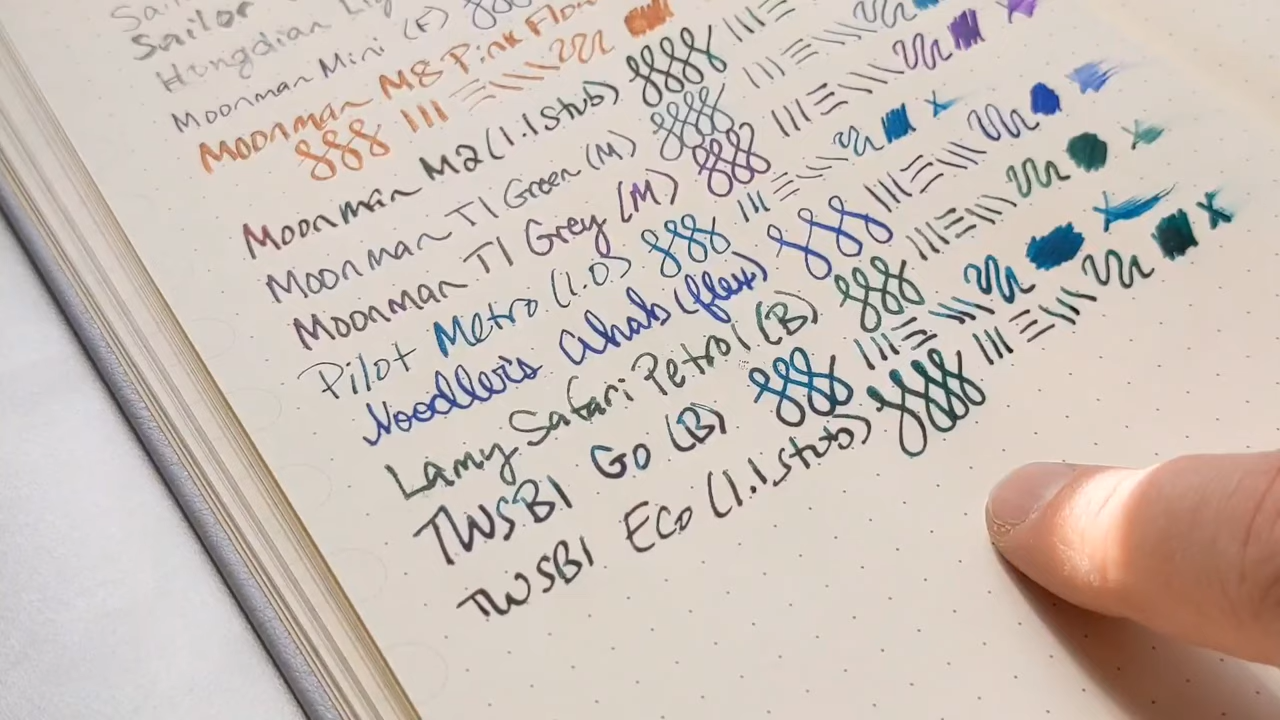 Sailor
Hongdian
Moonman Mini (F)
Moonman M8 Pink Flow
Moonman M2 (1.1 stub)
Moonman T1 Green (M)
Moonman T1 Grey (M)
Pilot Metro (1.0)
Noodler's Ahab (flex)
Lamy Safari Petrol (B)
TWSBI Go (B)
TWSBI Eco (1.1 stub)